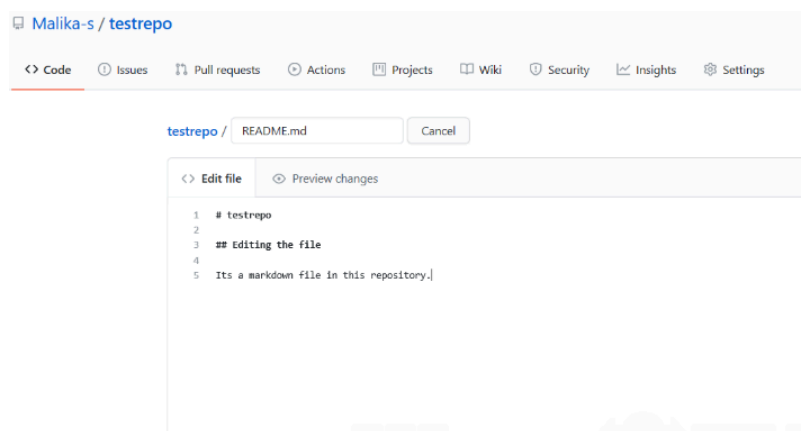 Malika-s / testrepo
<> Code Issues Pull requests Actions Projects Wiki Security Insights Settings
testrepo / README.md Cancel
<> Edit file Preview changes
1 # testrepo
2
3 ## Editing the file
4
5 Its a markdown file in this repository.